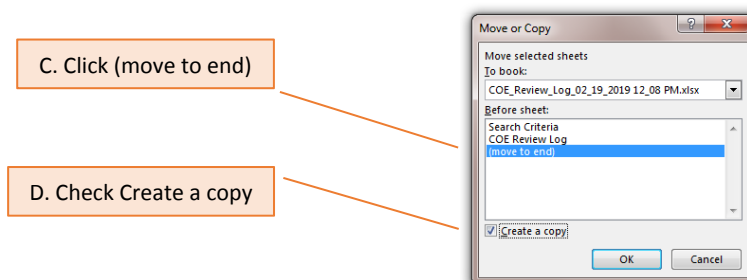 Move or Copy
C. Click (move to end)
Move selected sheets
To book:
COE_Review_Log_02_19_2019 12_08 PM.xlsx
Before sheet:
Search Criteria
COE Review Log
(move to end)
D. Check Create a copy
Create a copy
OK Cancel